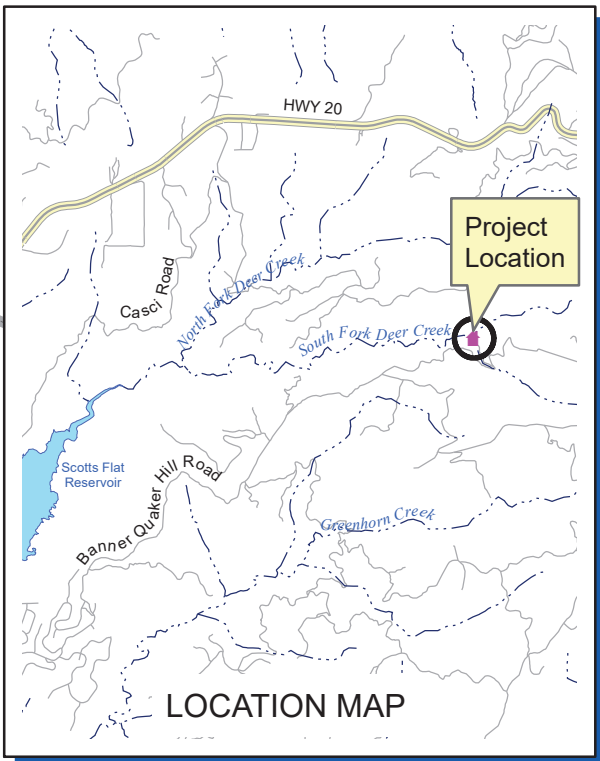 HWY 20
Project
Location
Casci Road
North Fork Deer Creek
South Fork Deer Creek
Scotts Flat
Reservoir
Banner Quaker Hill Road
Greenhorn Creek
LOCATION MAP